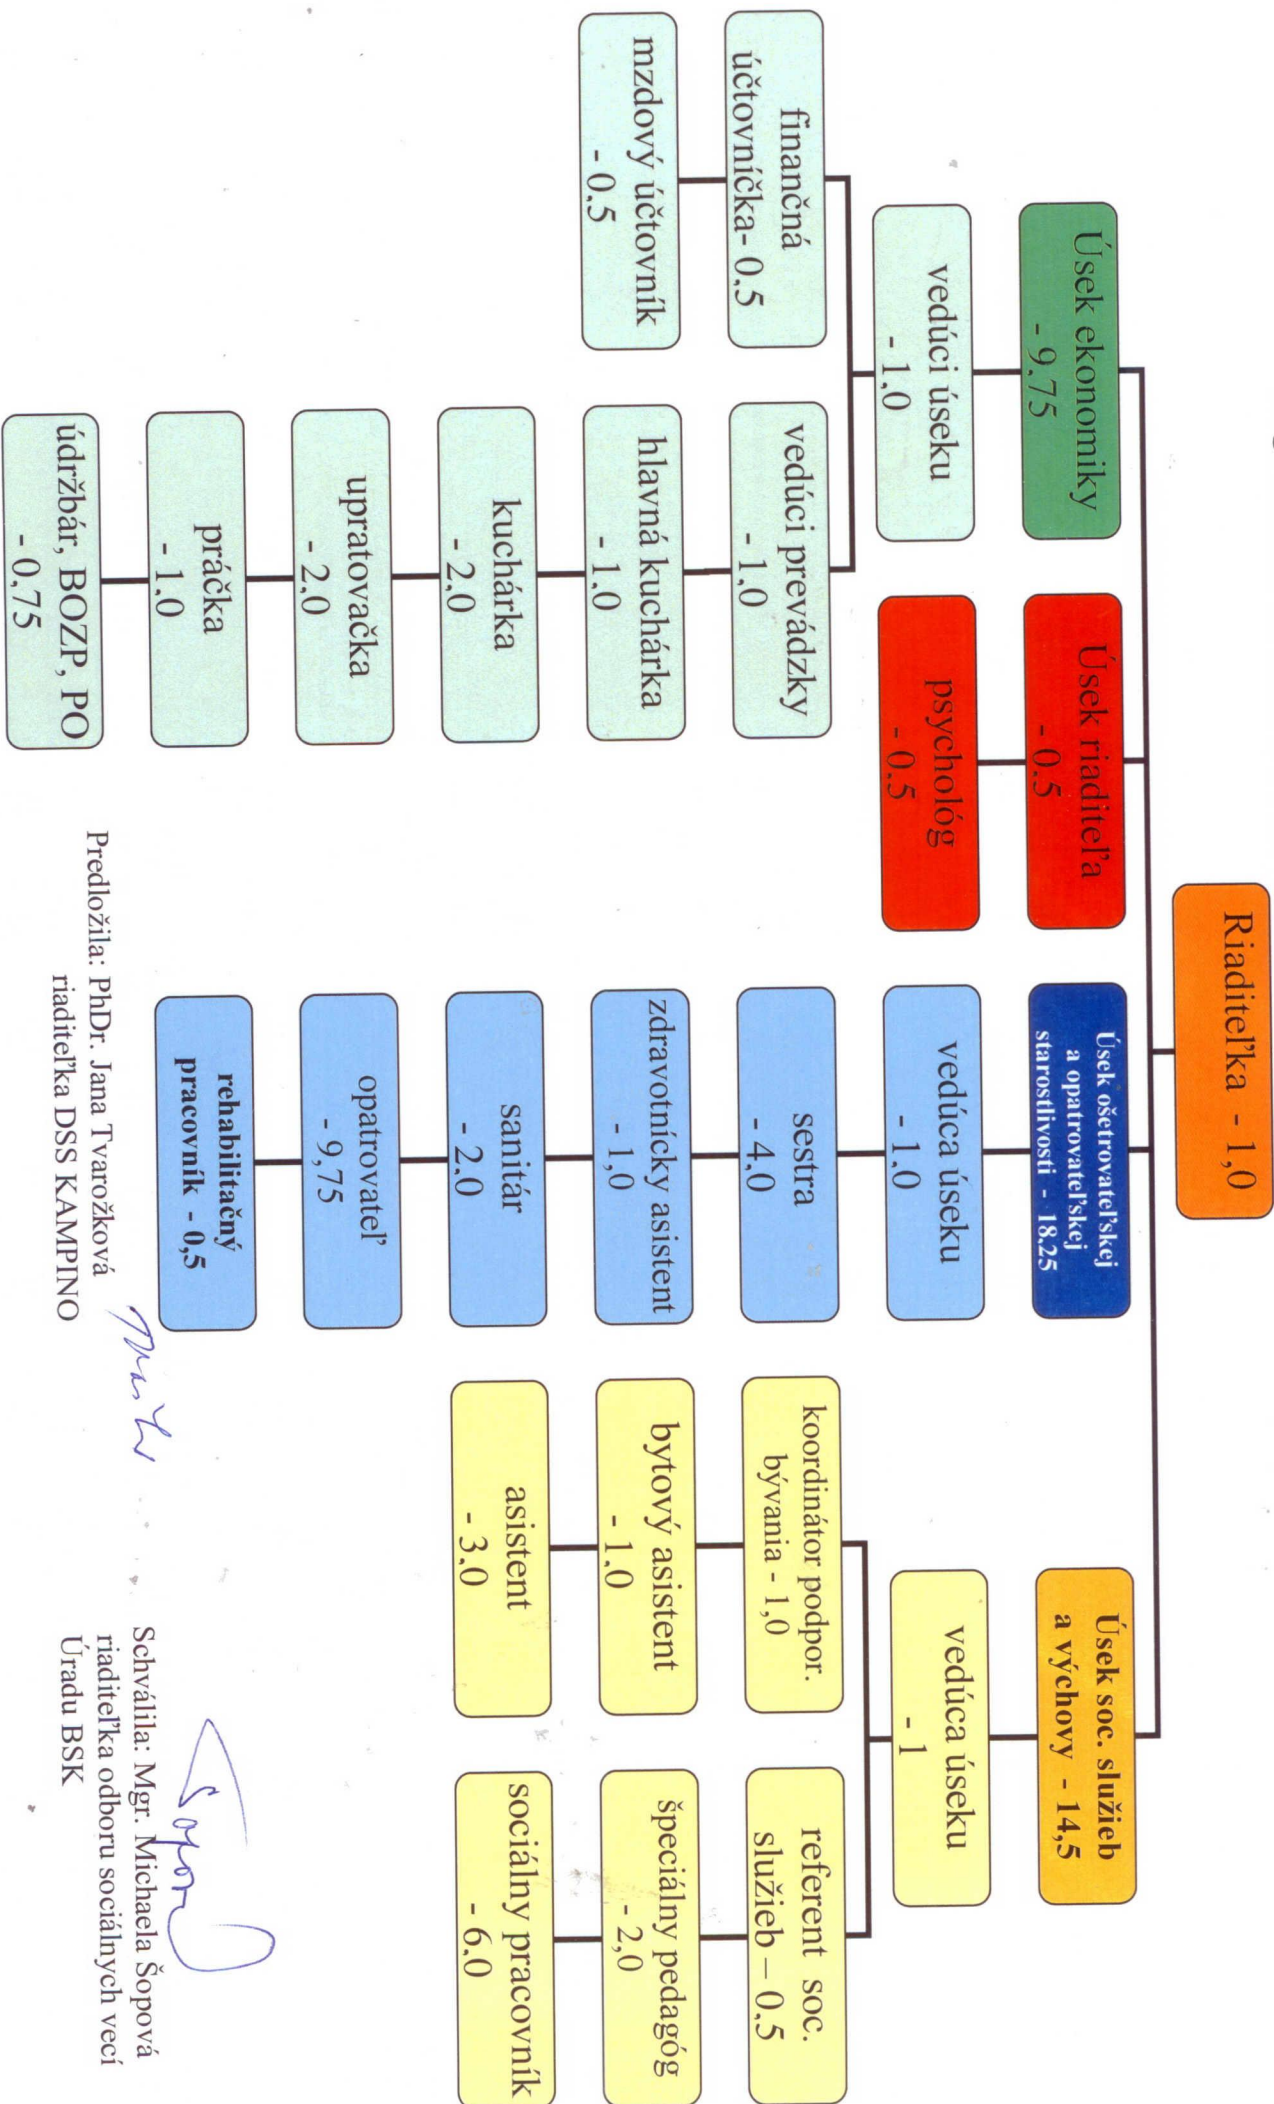 Riaditeľka - 1,0
Úsek ekonomiky
- 9.75
vedúci úseku
- 1.0
finančná
účtovníčka- 0,5
mzdový účtovník
- 0.5
vedúci prevádzky
- 1.0
hlavná kuchárka
- 1.0
kuchárka
- 2,0
upratovačka
- 2.0
práčka
- 1.0
údržbár, BOZP, PO
- 0,75
Úsek riaditeľa
- 0.5
psychológ
- 0.5
Úsek ošetrovateľskej
a opatrovateľskej
starostlivosti - 18.25
vedúca úseku
- 1.0
sestra
- 4,0
zdravotnícky asistent
- 1,0
sanitár
- 2.0
opatrovateľ
- 9,75
rehabilitačný
pracovník - 0,5
Úsek soc. služieb
a výchovy - 14,5
vedúca úseku
- 1
koordinátor podpor.
bývania - 1,0
bytový asistent
- 1.0
asistent
- 3.0
referent soc.
služieb – 0,5
špeciálny pedagóg
- 2,0
sociálny pracovník
- 6.0
Predložila: PhDr. Jana Tvarožková
riaditeľka DSS KAMPINO
Schválila: Mgr. Michaela Šopová
riaditeľka odboru sociálnych vecí
Úradu BSK